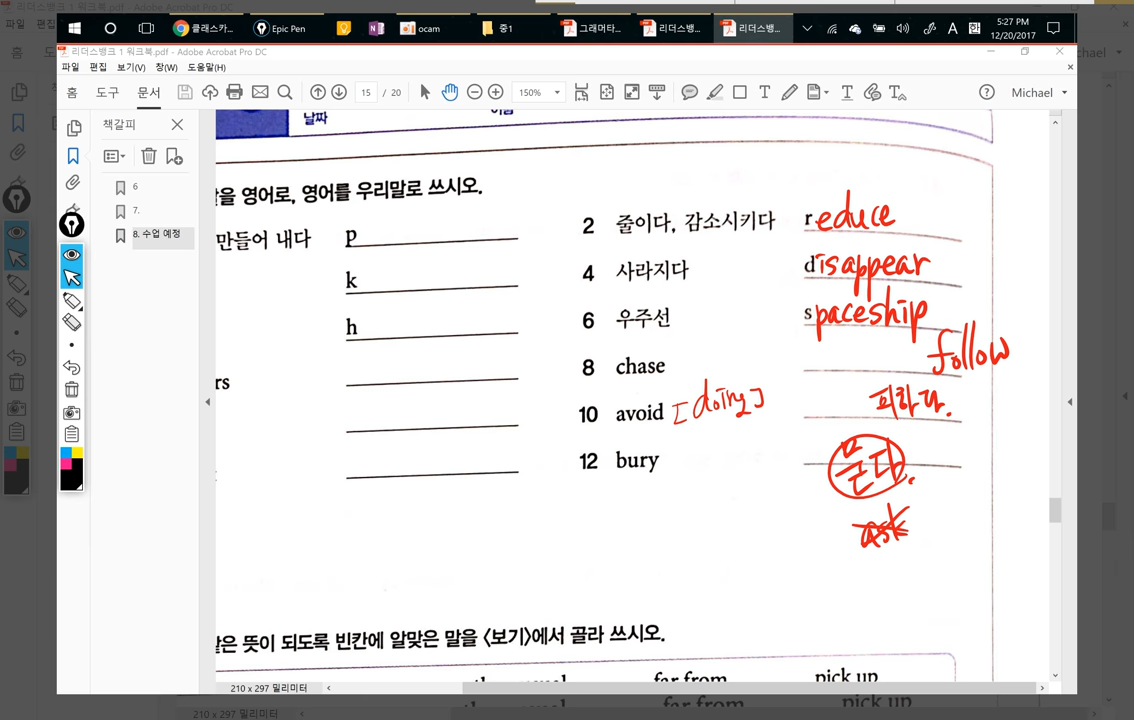 클래스카...
Epic Pen
ocam
중1
그래머타...
리더스뱅...
리더스뱅...
A
한
5:27 PM
12/20/2017
리더스뱅크 1 워크북.pdf - Adobe Acrobat Pro DC
파일 편집 보기(V) 창(W) 도움말(H)
홈 도구 문서
15 / 20
150%
Michael
책갈피
6
7.
8. 수업 예정
날짜
을 영어로, 영어를 우리말로 쓰시오.
만들어 내다 p
2 줄이다, 감소시키다 reduce
k
4 사라지다 disappear
h
6 우주선 spaceship
rs
8 chase follow
10 avoid [doing] 피하다.
12 bury 묻다.
ask
같은 뜻이 되도록 빈칸에 알맞은 말을 <보기>에서 골라 쓰시오.
far from pick up
210 x 297 밀리미터